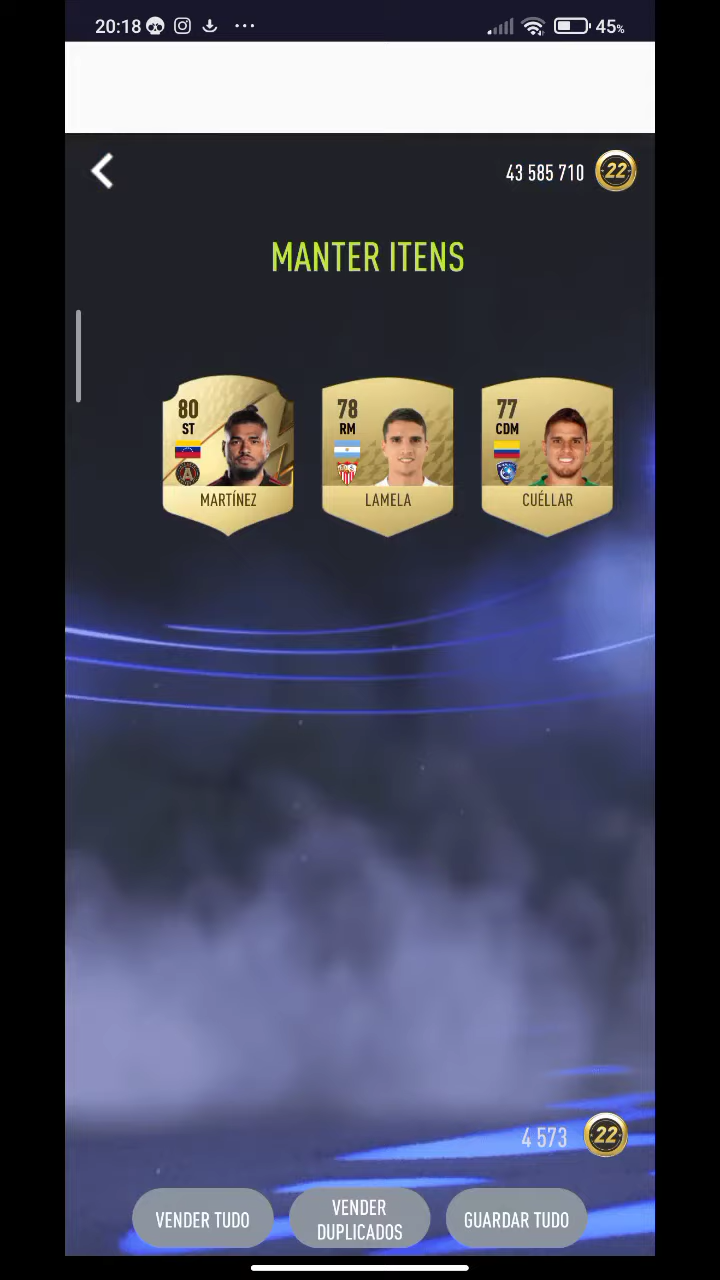 20:18 45%
43 585 710 22
MANTER ITENS
80 78 77
ST RM CDM
MARTÍNEZ LAMELA CUÉLLAR
4 573 22
VENDER TUDO
VENDER
DUPLICADOS
GUARDAR TUDO